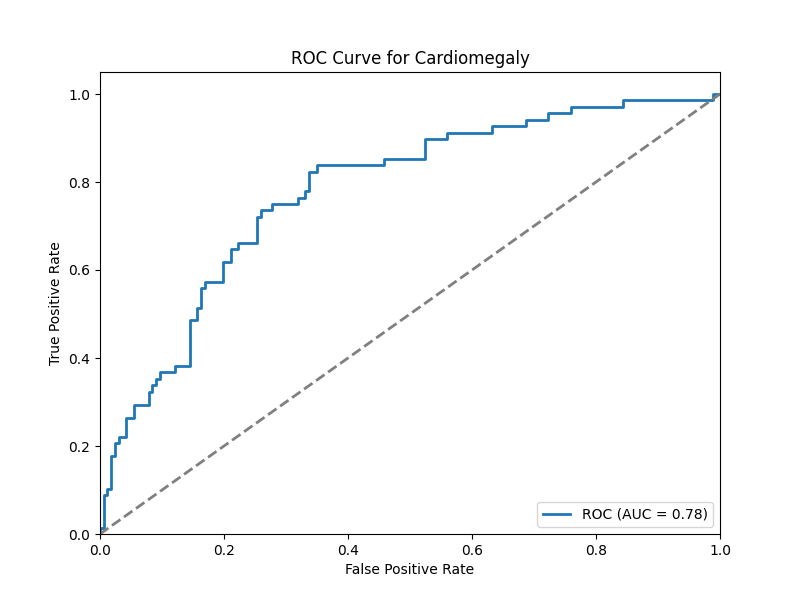 ROC Curve for Cardiomegaly
True Positive Rate
1.0
0.8
0.6
0.4
0.2
0.0
0.0 0.2 0.4 0.6 0.8 1.0
False Positive Rate
ROC (AUC = 0.78)